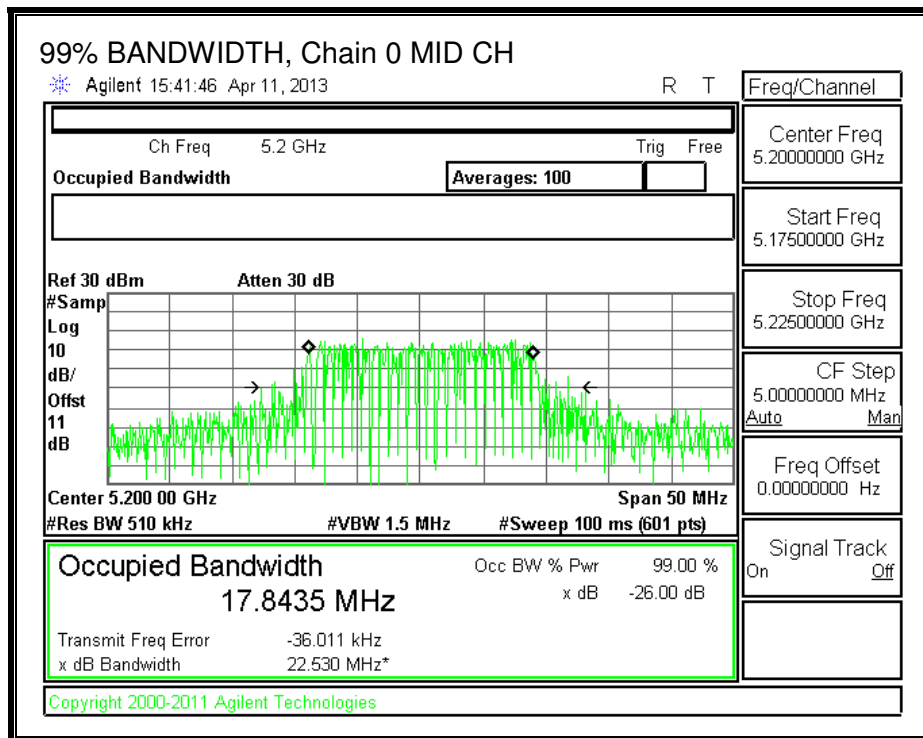 99% BANDWIDTH, Chain 0 MID CH
Agilent 15:41:46 Apr 11, 2013 R T
Freq/Channel
Ch Freq 5.2 GHz Trig Free
Occupied Bandwidth Averages: 100
Center Freq
5.20000000 GHz
Start Freq
5.17500000 GHz
Stop Freq
5.22500000 GHz
CF Step
5.00000000 MHz
Auto Man
Freq Offset
0.00000000 Hz
Signal Track
On Off
Ref 30 dBm Atten 30 dB
#Samp
Log
10
dB/
Offst
11
dB
Center 5.200 00 GHz Span 50 MHz
#Res BW 510 kHz #VBW 1.5 MHz #Sweep 100 ms (601 pts)
Occupied Bandwidth Occ BW % Pwr 99.00 %
17.8435 MHz x dB -26.00 dB
Transmit Freq Error -36.011 kHz
x dB Bandwidth 22.530 MHz*
Copyright 2000-2011 Agilent Technologies